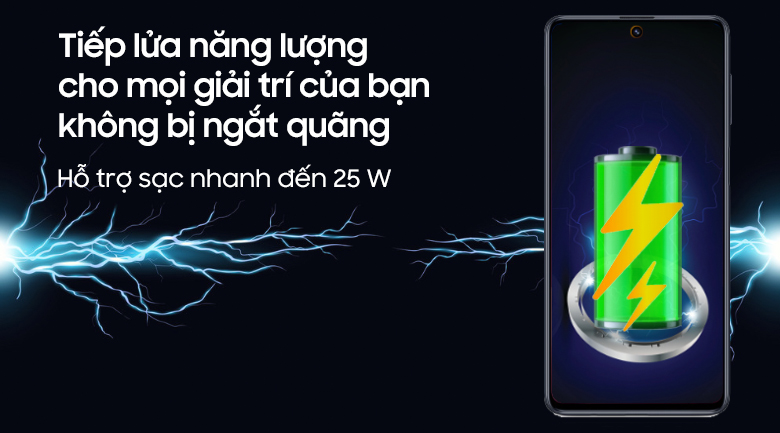 Tiếp lửa năng lượng
cho mọi giải trí của bạn
không bị ngắt quãng
Hỗ trợ sạc nhanh đến 25 W